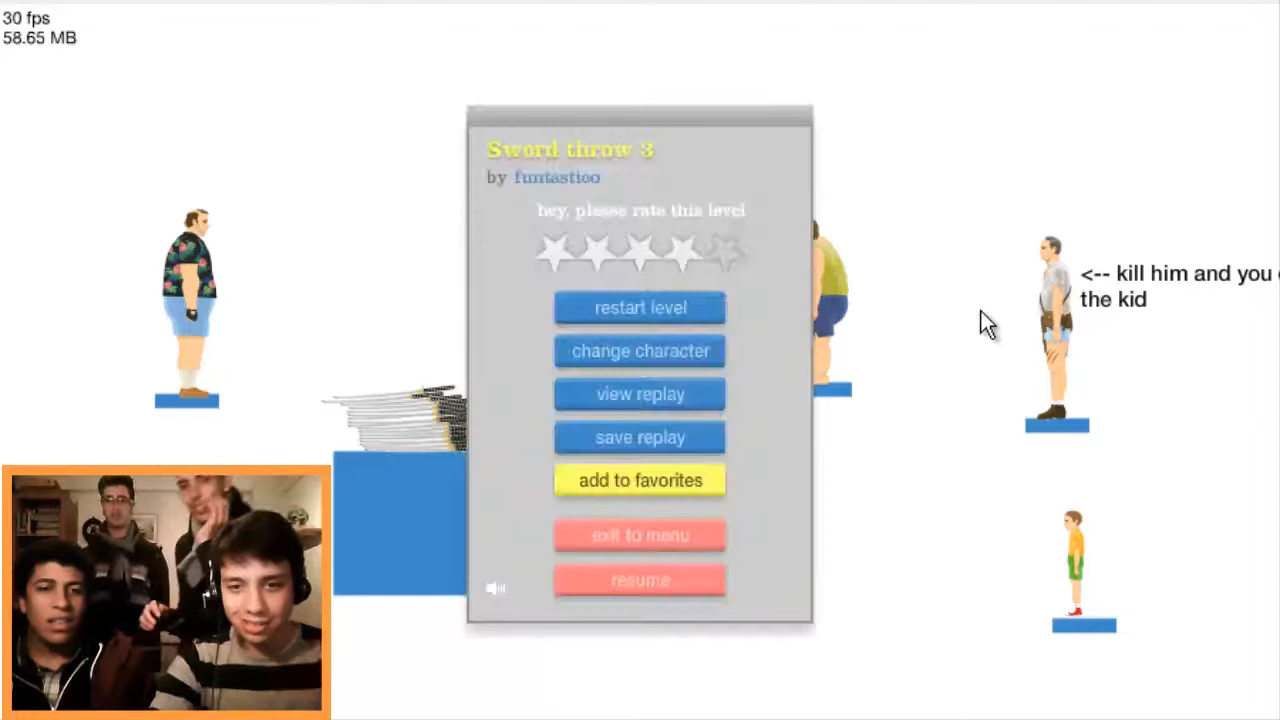 30 fps
58.65 MB
Sword throw 3
by funtastioo
hey, please rate this level
restart level
change character
view replay
save replay
add to favorites
exit to menu
resume
<-- kill him and you
the kid